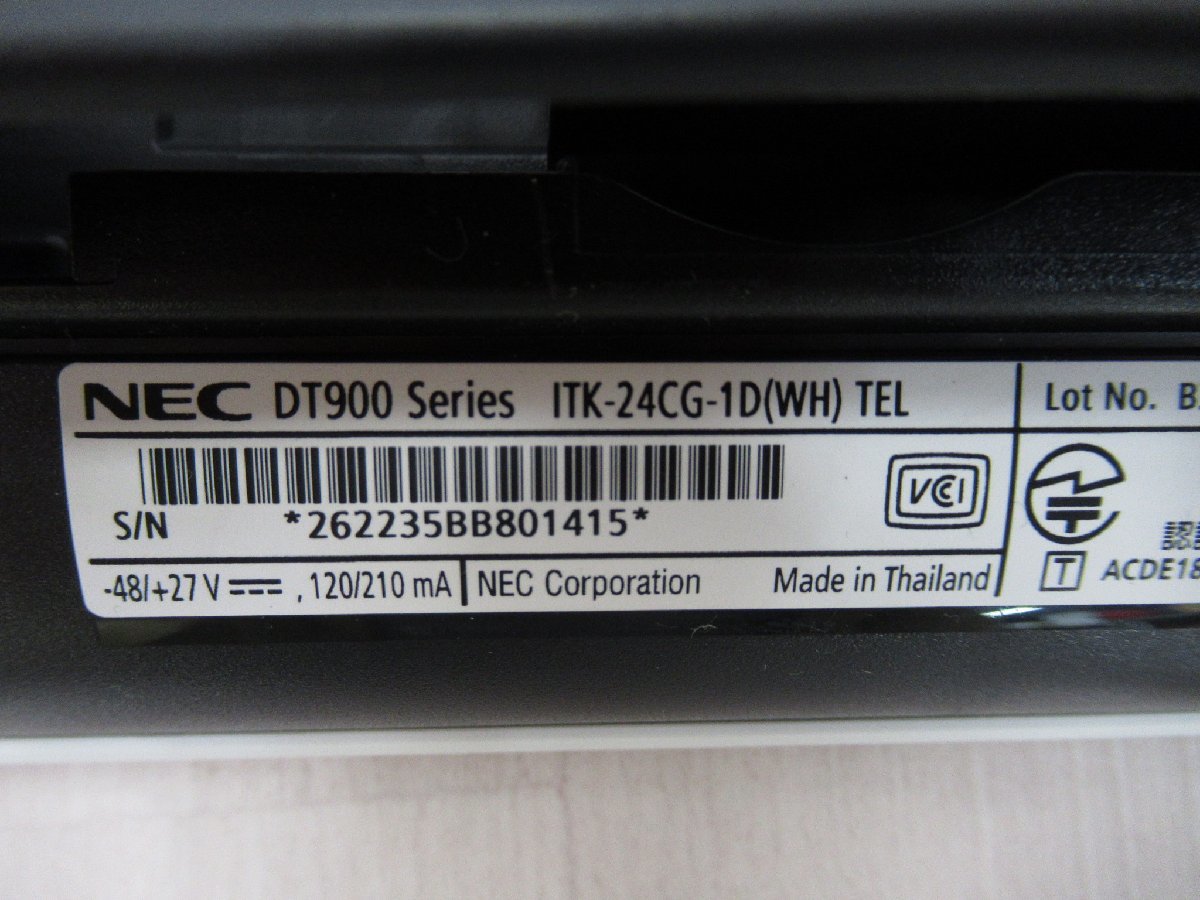 NEC DT900 Series ITK-24CG-1D(WH) TEL
Lot No.
VCCI
S/N *262235BB801415*
-48/+27 V ⎓ , 120/210 mA
NEC Corporation Made in Thailand
T ACDE18